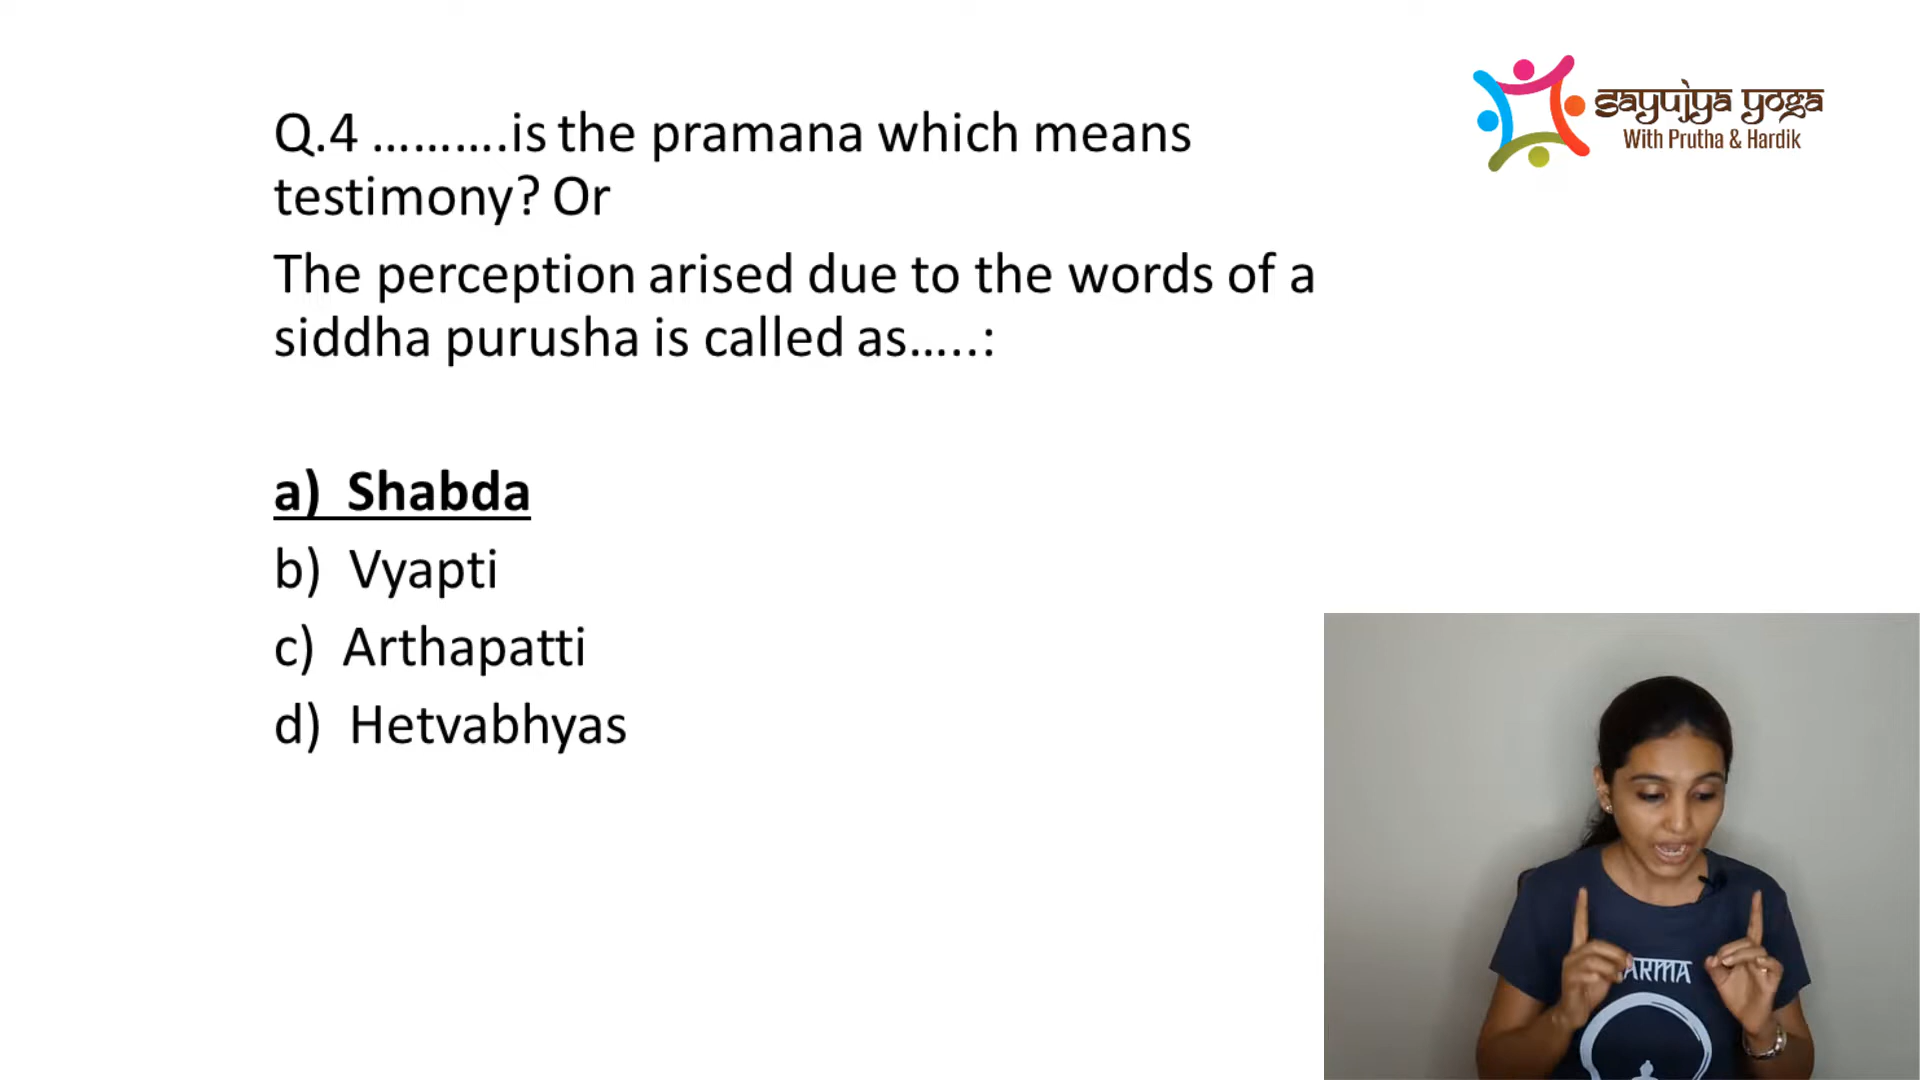 sayujya yoga
With Prutha & Hardik
Q.4 ……….is the pramana which means
testimony? Or
The perception arised due to the words of a
siddha purusha is called as…..:
a) Shabda
b) Vyapti
c) Arthapatti
d) Hetvabhyas
ARMA